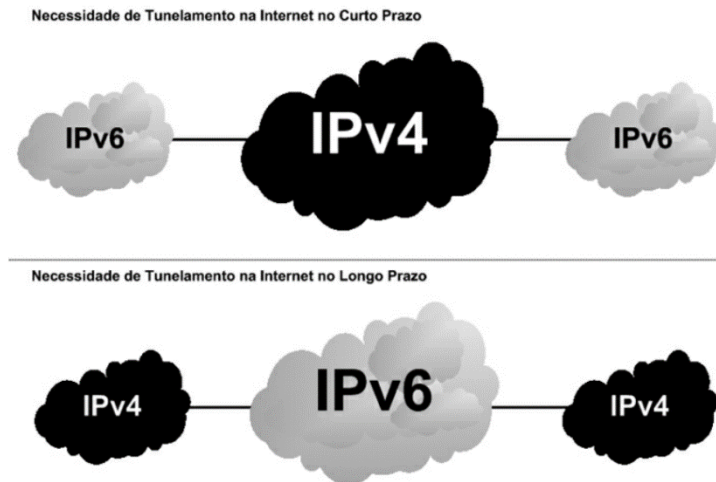 Necessidade de Tunelamento na Internet no Curto Prazo
IPv6
IPv4
IPv6
Necessidade de Tunelamento na Internet no Longo Prazo
IPv4
IPv6
IPv4